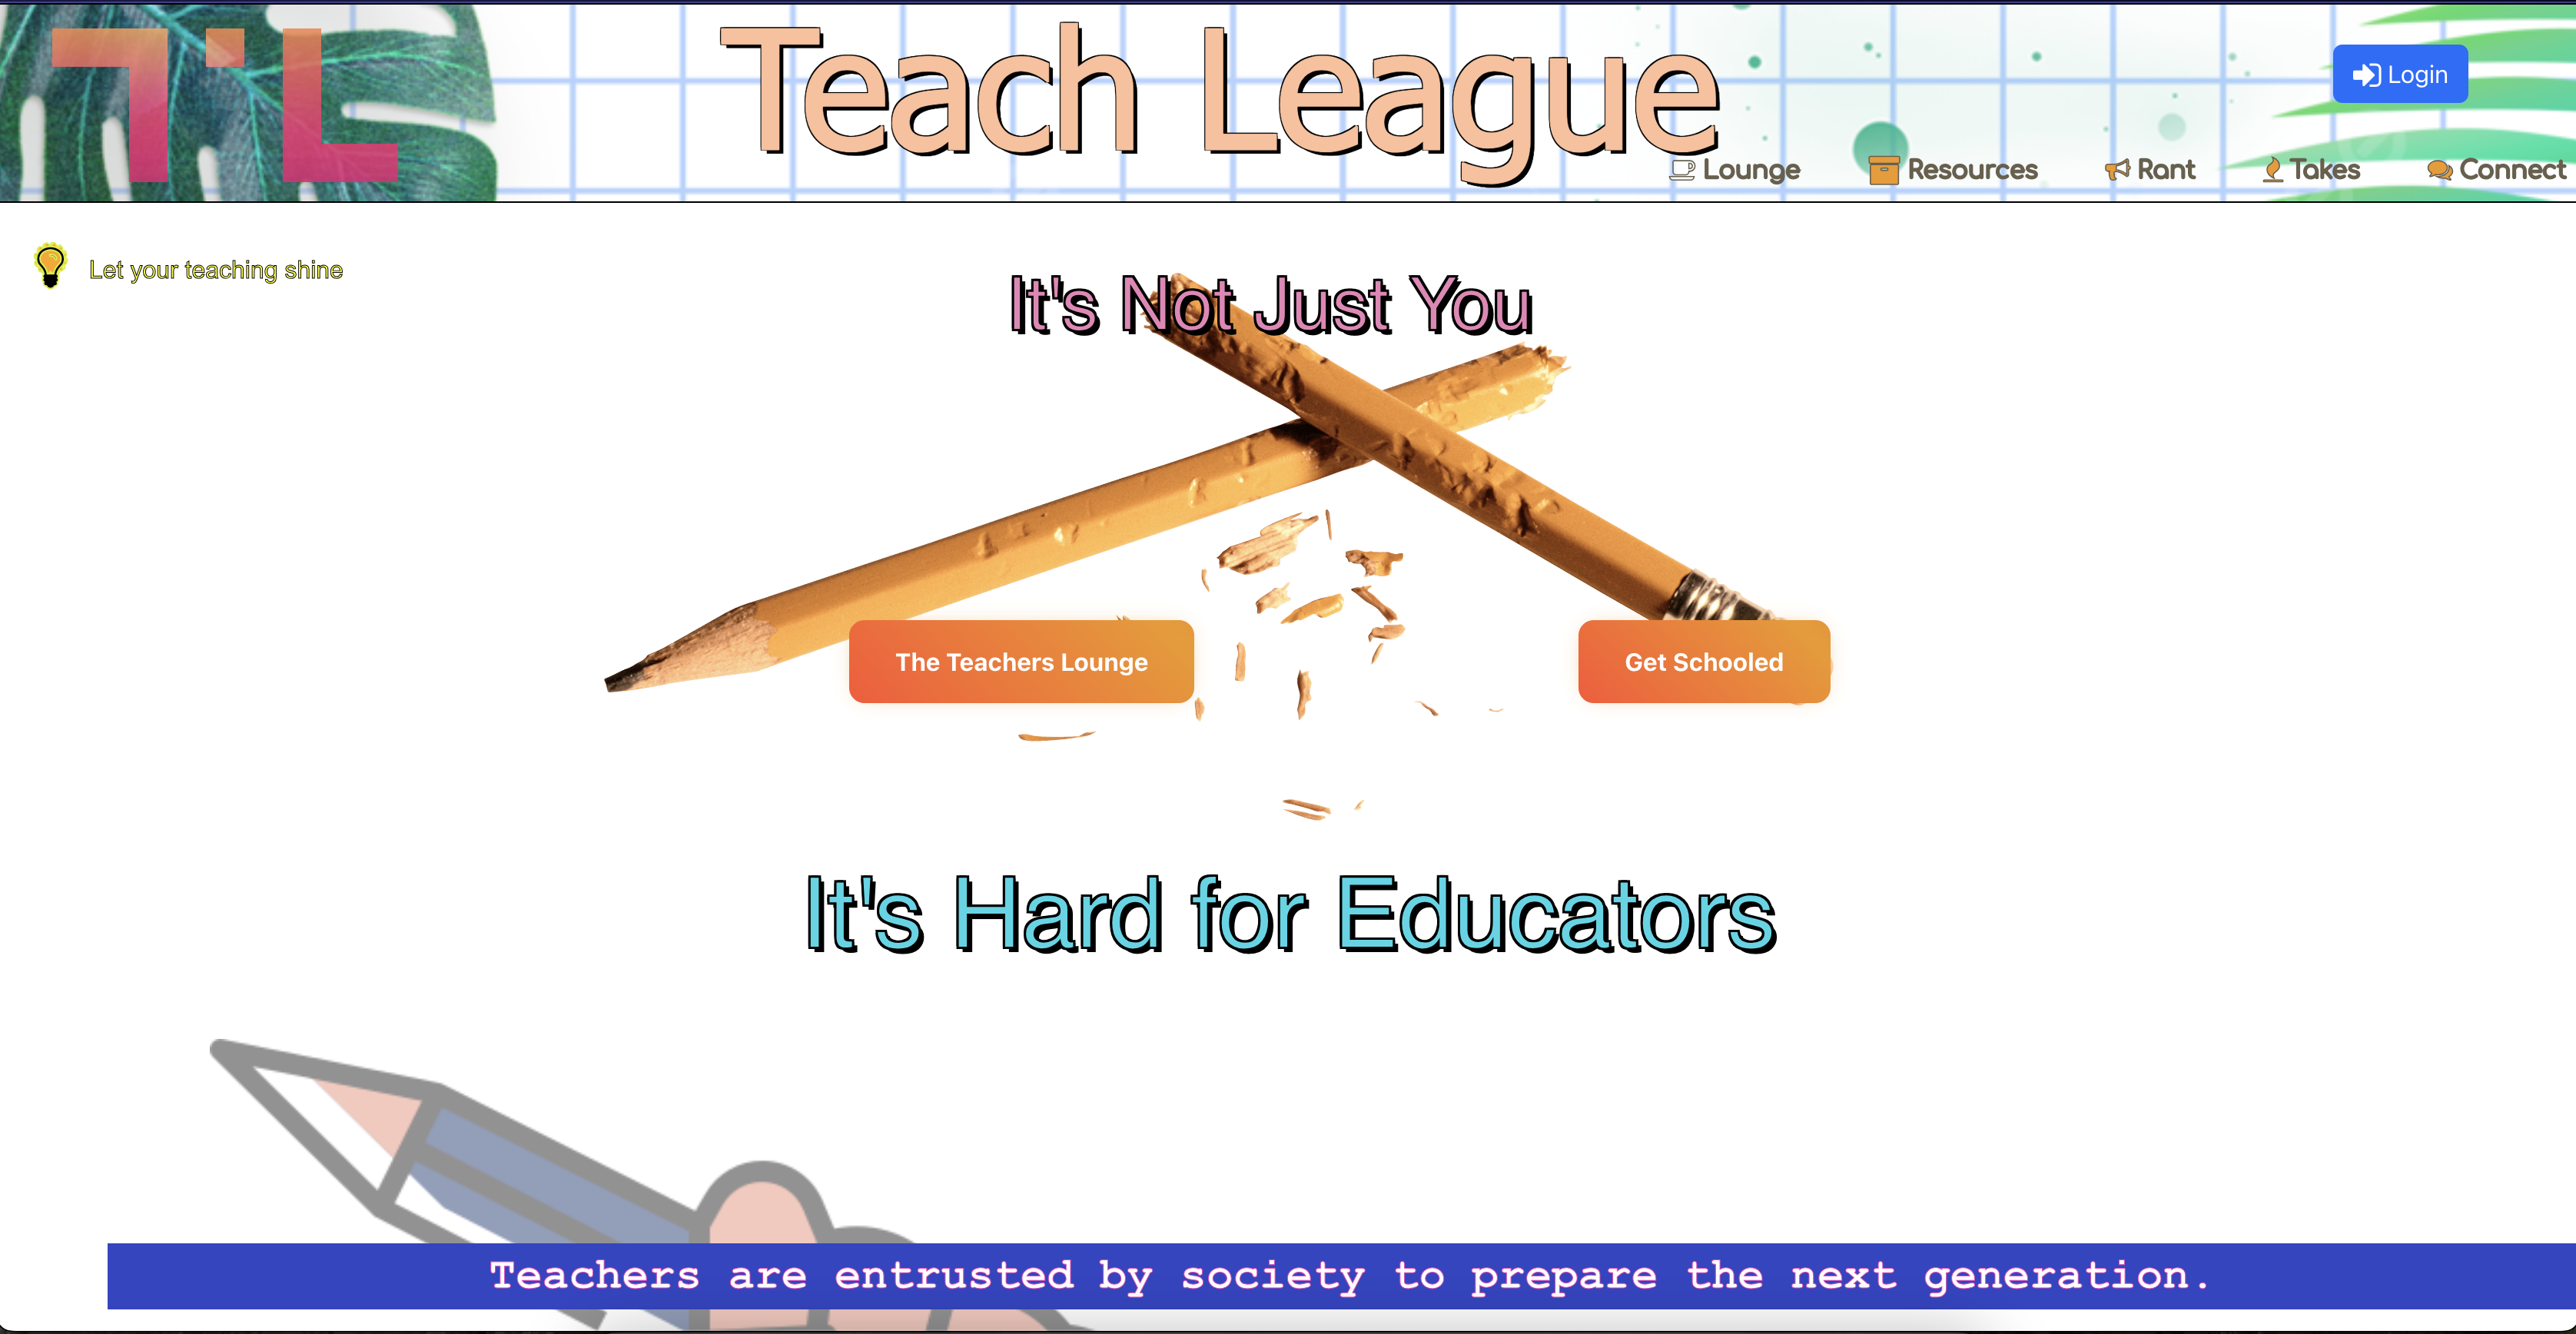 TL
Teach League
Login
Lounge
Resources
Rant
Takes
Connect
Let your teaching shine
It's Not Just You
The Teachers Lounge
Get Schooled
It's Hard for Educators
Teachers are entrusted by society to prepare the next generation.